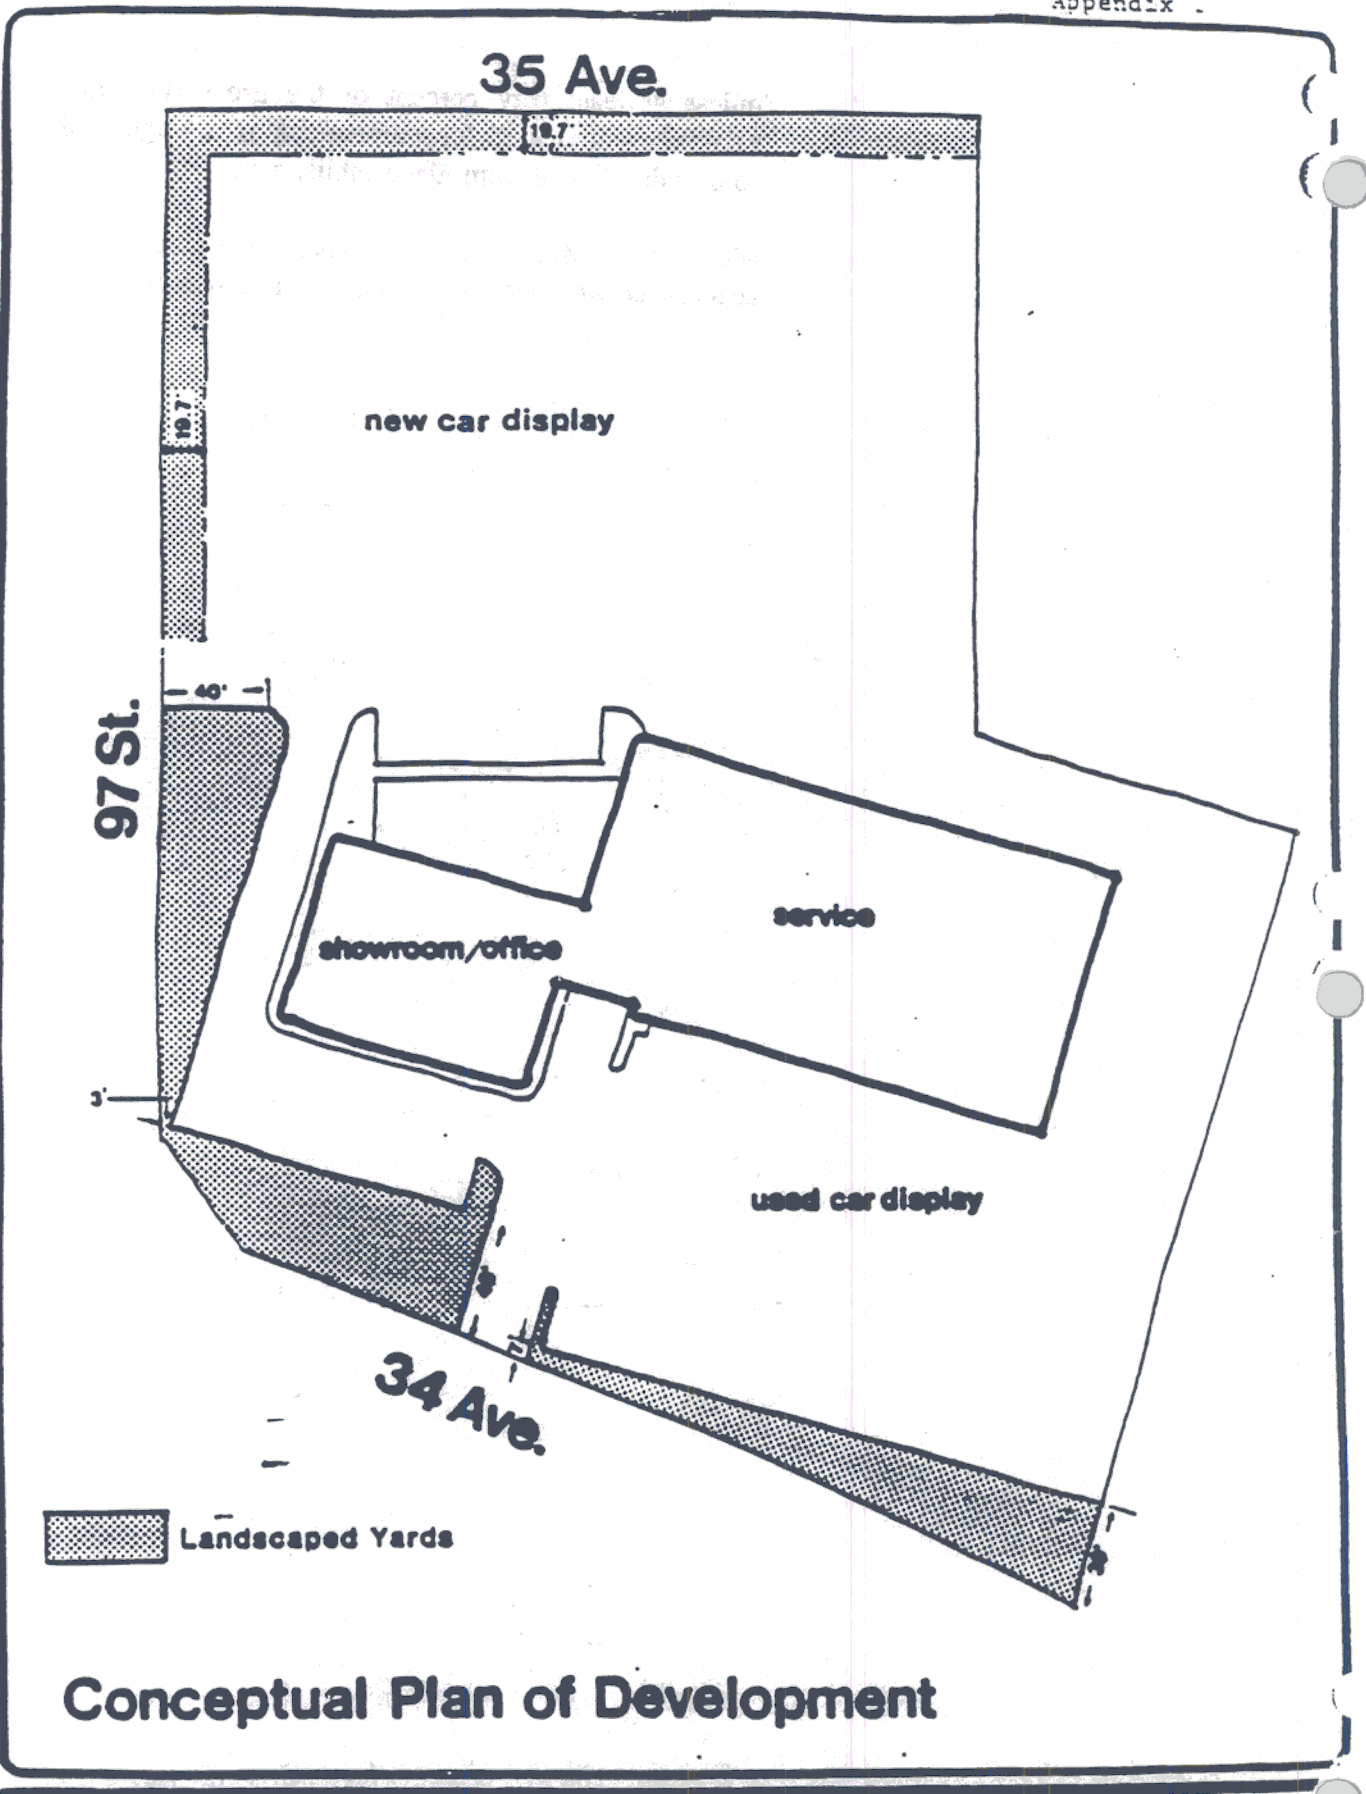 Appendix
35 Ave.
19.7'
19.7
new car display
40'
97 St.
service
showroom/office
3'
used car display
34 Ave.
Landscaped Yards
Conceptual Plan of Development